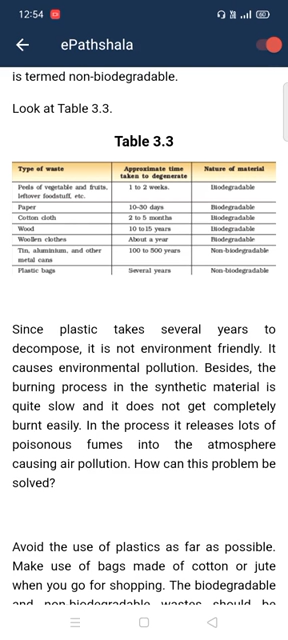 12:54
ePathshala
is termed non-biodegradable.
Look at Table 3.3.
Table 3.3
Type of waste Approximate time taken to degenerate Nature of material
Peels of vegetable and fruits, leftover foodstuff, etc. 1 to 2 weeks. Biodegradable
Paper 10-30 days Biodegradable
Cotton cloth 2 to 5 months Biodegradable
Wood 10 to 15 years Biodegradable
Woollen clothes About a year Biodegradable
Tin, aluminium, and other metal cans 100 to 500 years Non-biodegradable
Plastic bags Several years Non-biodegradable
Since plastic takes several years to
decompose, it is not environment friendly. It
causes environmental pollution. Besides, the
burning process in the synthetic material is
quite slow and it does not get completely
burnt easily. In the process it releases lots of
poisonous fumes into the atmosphere
causing air pollution. How can this problem be
solved?
Avoid the use of plastics as far as possible.
Make use of bags made of cotton or jute
when you go for shopping. The biodegradable
and non-biodegradable wastes should be